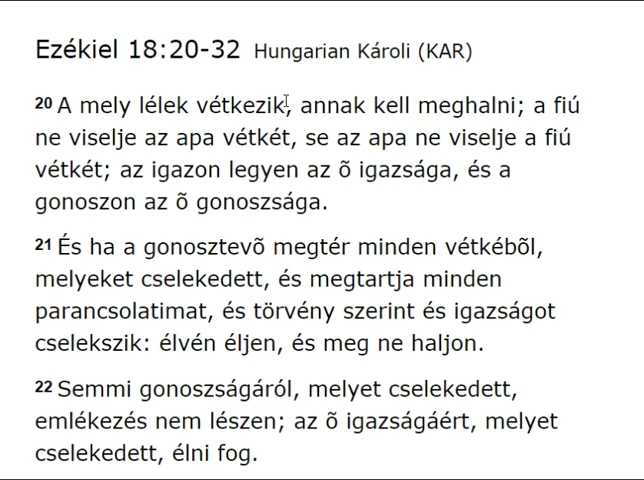 Ezékiel 18:20-32 Hungarian Károli (KAR)
20 A mely lélek vétkezik, annak kell meghalni; a fiú
ne viselje az apa vétkét, se az apa ne viselje a fiú
vétkét; az igazon legyen az õ igazsága, és a
gonoszon az õ gonoszsága.
21 És ha a gonosztevõ megtér minden vétkébõl,
melyeket cselekedett, és megtartja minden
parancsolatimat, és törvény szerint és igazságot
cselekszik: élvén éljen, és meg ne haljon.
22 Semmi gonoszságáról, melyet cselekedett,
emlékezés nem lészen; az õ igazságáért, melyet
cselekedett, élni fog.